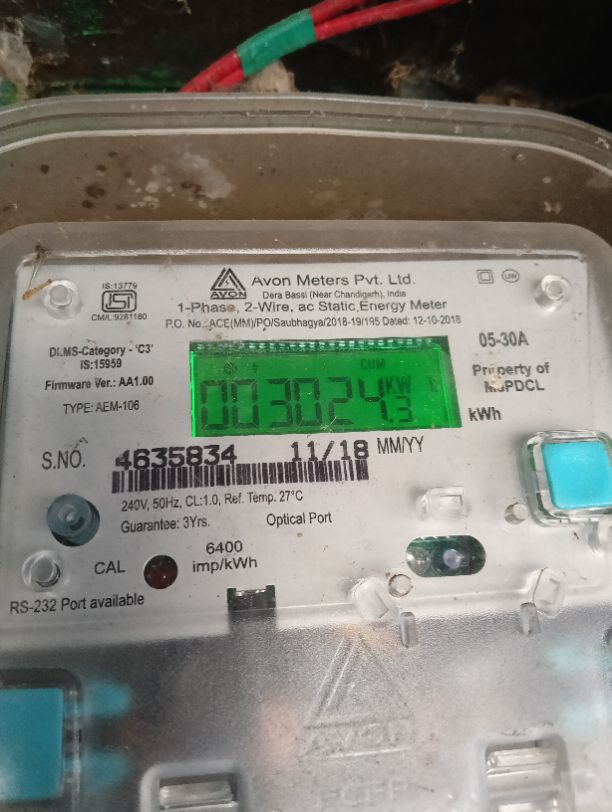 IS:13779
ISI
CM/L:9281180
AVON
Avon Meters Pvt. Ltd.
Dera Bassi (Near Chandigarh), India
1-Phase, 2-Wire, ac Static Energy Meter
P.O. No.: ACE(MM)/PO/Saubhagya/2018-19/195 Dated: 12-10-2018
DLMS-Category - 'C3'
IS:15959
Firmware Ver.: AA1.00
TYPE: AEM-106
05-30A
Property of
MSPDCL
CUM
KW
003024.3
kWh
S.NO. 4635834 11/18 MM/YY
240V, 50Hz, CL:1.0, Ref. Temp. 27°C
Guarantee: 3Yrs. Optical Port
CAL
6400
imp/kWh
RS-232 Port available
AVON